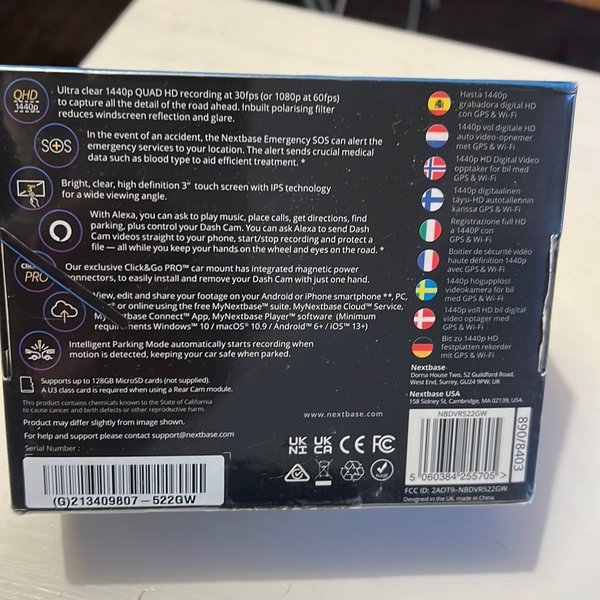 QHD
1440p
Ultra clear 1440p QUAD HD recording at 30fps (or 1080p at 60fps)
to capture all the detail of the road ahead. Inbuilt polarising filter
reduces windscreen reflection and glare.
SOS
In the event of an accident, the Nextbase Emergency SOS can alert the
emergency services to your location. The alert sends crucial medical
data such as blood type to aid efficient treatment. *
3"
Bright, clear, high definition 3" touch screen with IPS technology
for a wide viewing angle.
With Alexa, you can ask to play music, place calls, get directions, find
parking, plus control your Dash Cam. You can ask Alexa to send Dash
Cam videos straight to your phone, start/stop recording and protect a
file — all while you keep your hands on the wheel and eyes on the road. *
PRO
Our exclusive Click&Go PRO™ car mount has integrated magnetic power
connectors, to easily install and remove your Dash Cam with just one hand.
View, edit and share your footage on your Android or iPhone smartphone **, PC,
or online using the free MyNextbase™ suite. MyNextbase Cloud™ Service,
MyNextbase Connect™ App, MyNextbase Player™ software (Minimum
requirements Windows™ 10 / macOS® 10.9 / Android™ 6+ / iOS™ 13+)
Intelligent Parking Mode automatically starts recording when
motion is detected, keeping your car safe when parked.
Supports up to 128GB MicroSD cards (not supplied).
A U3 class card is required when using a Rear Cam module.
This product contains chemicals known to the State of California
to cause cancer and birth defects or other reproductive harm.
Product may differ slightly from image shown.
For help and support please contact support@nextbase.com
Serial Number :
(G)213409807-522GW
www.nextbase.com
UK
NI
UK
CA
CE
FC
Hasta 1440p
grabadora digital HD
con GPS & Wi-Fi
1440p vol digitale HD
auto video-opnemer
met GPS & Wi-Fi
1440p HD Digital Video
opptaker for bil med
GPS & Wi-Fi
1440p digitaalinen
täysi-HD autotallennin
kanssa GPS & Wi-Fi
Registrazione full HD
a 1440P con
GPS & Wi-Fi
Boitier de sécurité vidéo
haute définition 1440p
avec GPS & Wi-Fi
1440p högupplöst
videokamera för bil
med GPS & Wi-Fi
1440p voll HD bil digital
video optager med
GPS & Wi-Fi
Bis zu 1440p HD
festplatten rekorder
mit GPS & Wi-Fi
Nextbase
Dorna House Two, 52 Guildford Road,
West End, Surrey, GU24 9PW, UK
Nextbase USA
158 Sidney St, Cambridge, MA 02139, USA
NBDVR522GW
5 060384 255705 >
890/8403
FCC ID: 2AOT9-NBDVR522GW
Designed in the UK, made in China